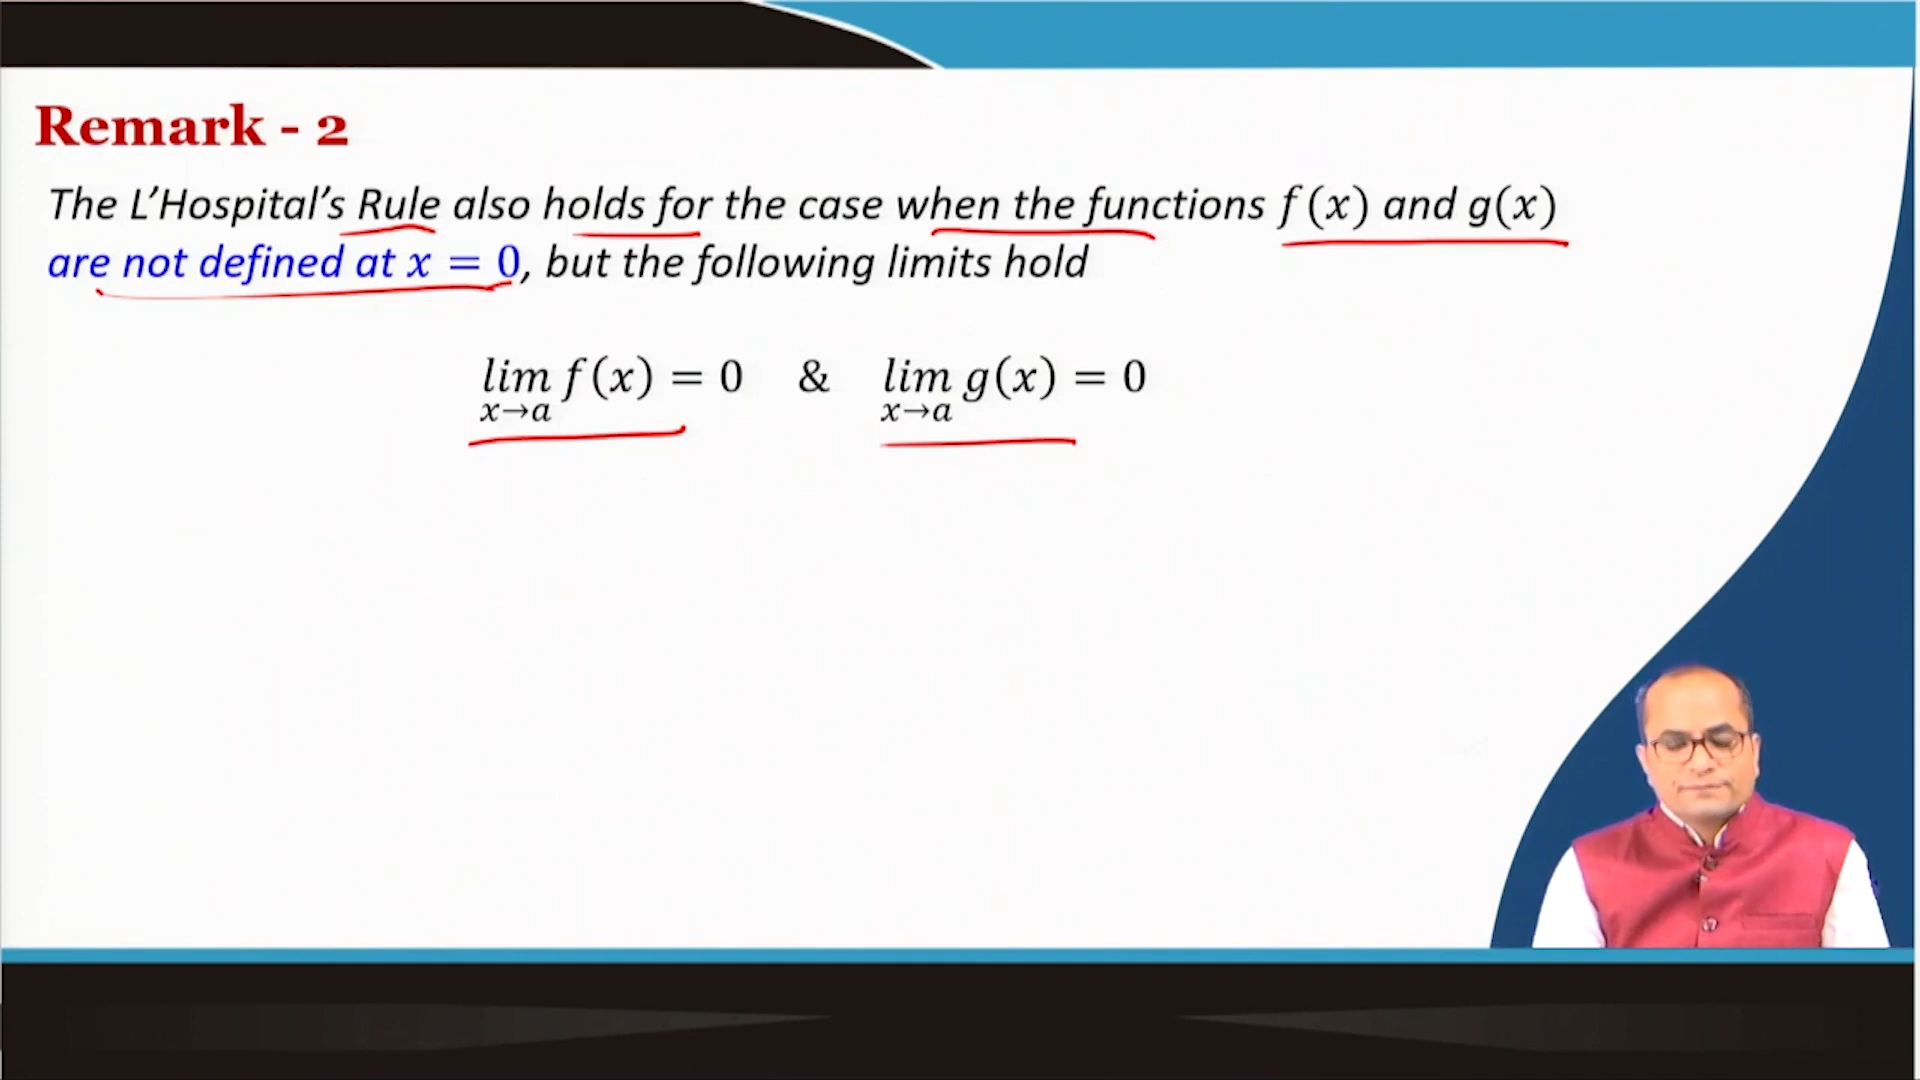 Remark - 2
The L’Hospital’s Rule also holds for the case when the functions f(x) and g(x)
are not defined at x = 0, but the following limits hold
lim f(x) = 0 & lim g(x) = 0
x→a x→a